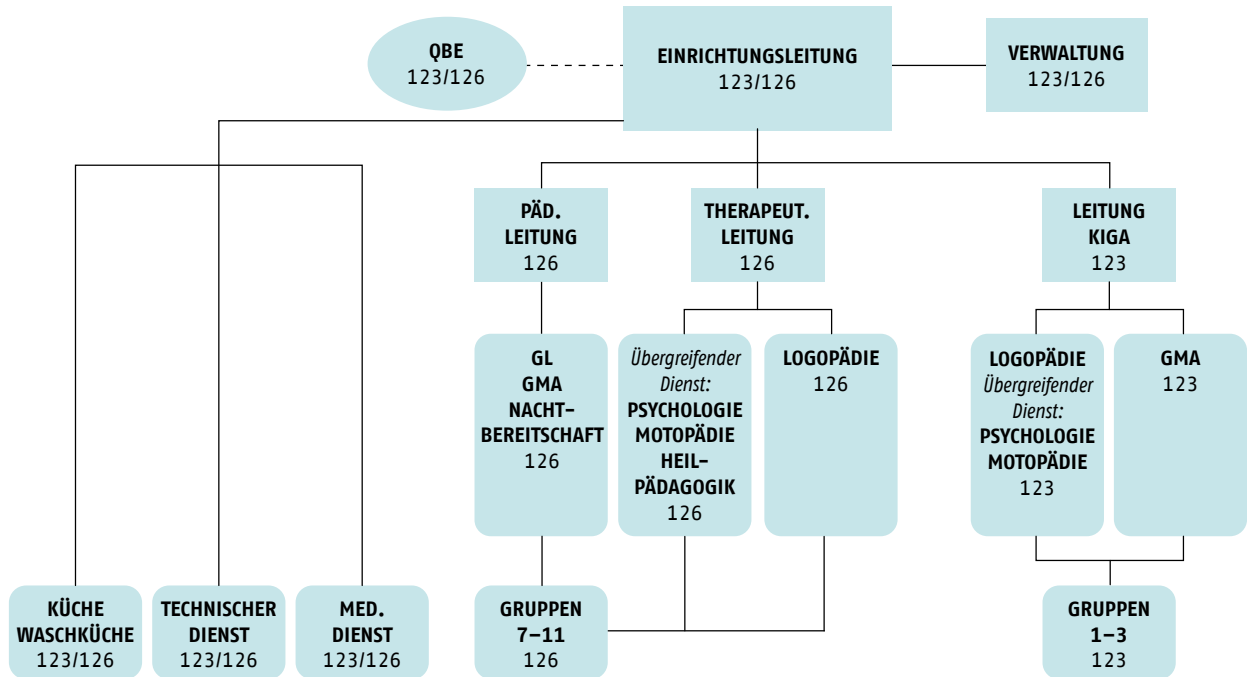 QBE
123/126
EINRICHTUNGSLEITUNG
123/126
VERWALTUNG
123/126
PÄD.
LEITUNG
126
THERAPEUT.
LEITUNG
126
LEITUNG
KIGA
123
GL
GMA
NACHT-
BEREITSCHAFT
126
Übergreifender
Dienst:
PSYCHOLOGIE
MOTOPÄDIE
HEIL-
PÄDAGOGIK
126
LOGOPÄDIE
126
LOGOPÄDIE
Übergreifender
Dienst:
PSYCHOLOGIE
MOTOPÄDIE
123
GMA
123
KÜCHE
WASCHKÜCHE
123/126
TECHNISCHER
DIENST
123/126
MED.
DIENST
123/126
GRUPPEN
7–11
126
GRUPPEN
1–3
123